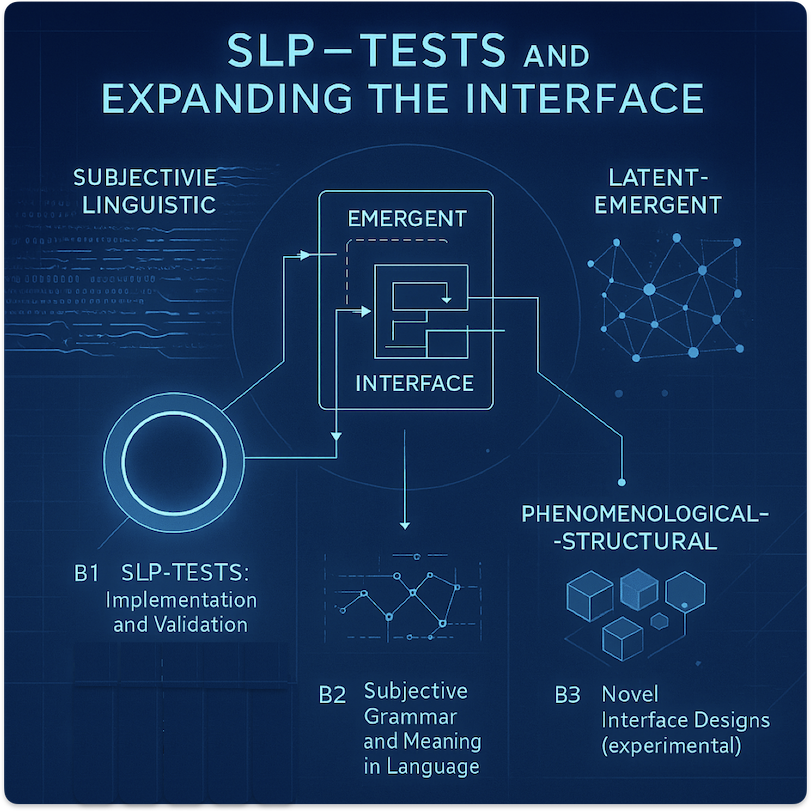 SLP–TESTS AND
EXPANDING THE INTERFACE
SUBJECTIVIE
LINGUISTIC
EMERGENT
INTERFACE
LATENT-
EMERGENT
PHENOMENOLOGICAL-
-STRUCTURAL
B1 SLP-TESTS:
Implementation
and Validation
B2 Subjective
Grammar
and Meaning
in Language
B3 Novel
Interface Designs
(experimental)